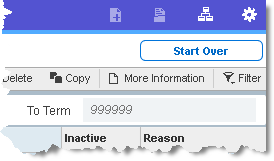 Start Over
Delete Copy More Information Filter
To Term 999999
Inactive Reason